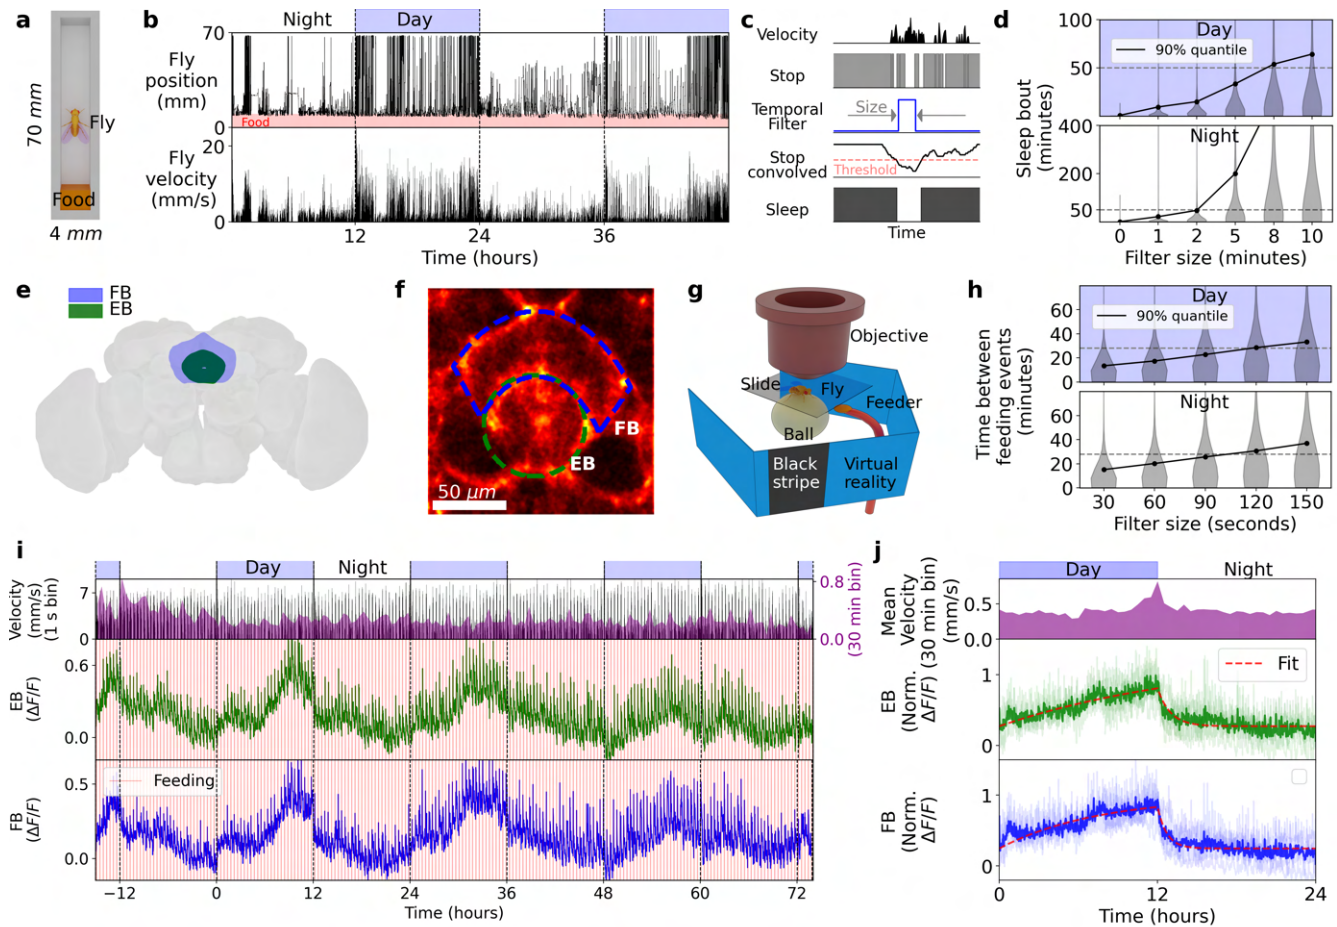 a
70 mm
Fly
Food
4 mm
b
Night
Day
70
Fly
position
(mm)
0
Food
20
Fly
velocity
(mm/s)
0
12
24
36
Time (hours)
c
Velocity
Stop
Temporal
Filter
Size
Stop
convolved
Threshold
Sleep
Time
d
100
Day
90% quantile
50
Sleep bout
(minutes)
400
Night
200
50
0
1
2
5
8
10
Filter size (minutes)
e
FB
EB
f
FB
EB
50 µm
g
Objective
Slide
Fly
Feeder
Ball
Black
stripe
Virtual
reality
h
Day
60
90% quantile
40
20
0
Time between
feeding events
(minutes)
Night
60
40
20
0
30
60
90
120
150
Filter size (seconds)
i
Day
Night
Velocity
(mm/s)
(1 s bin)
7
0
0.8
0.0
(30 min bin)
EB
(ΔF/F)
0.6
0.0
Feeding
FB
(ΔF/F)
0.5
0.0
−12
0
12
24
36
48
60
72
Time (hours)
j
Day
Night
Mean
Velocity
(30 min bin)
(mm/s)
0.5
0.0
Fit
EB
(Norm.
ΔF/F)
1
0
FB
(Norm.
ΔF/F)
1
0
0
12
24
Time (hours)